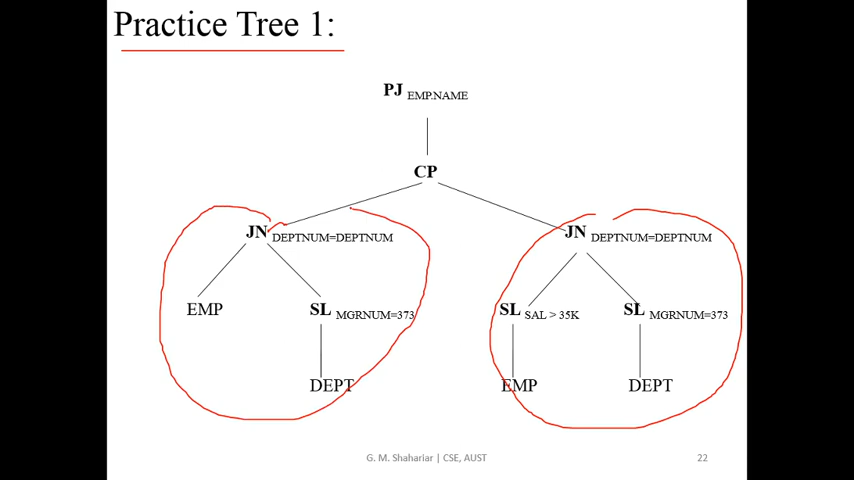 Practice Tree 1:
PJ EMP.NAME
CP
JN DEPTNUM=DEPTNUM
JN DEPTNUM=DEPTNUM
EMP
SL MGRNUM=373
SL SAL > 35K
SL MGRNUM=373
DEPT
EMP
DEPT
G. M. Shahariar | CSE, AUST
22